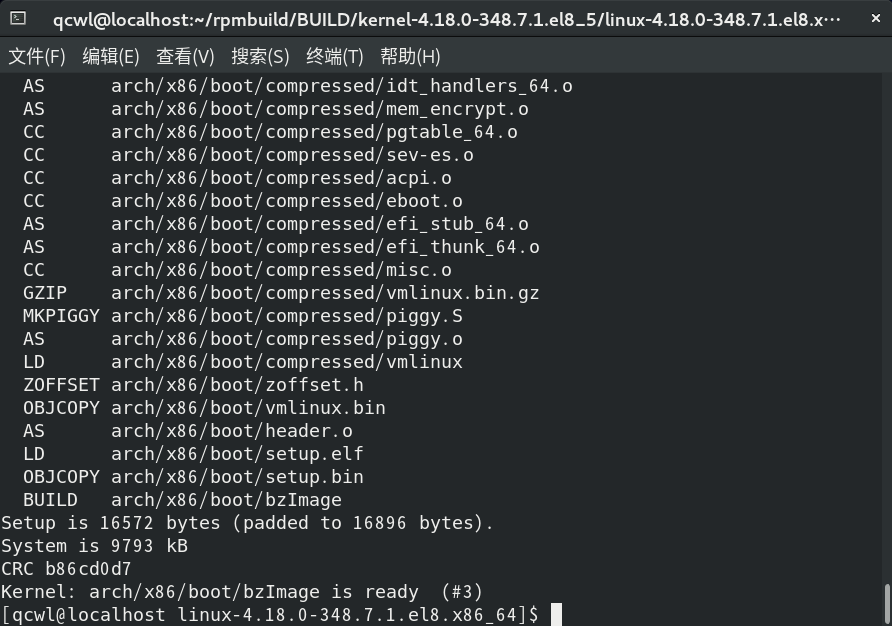 qcwl@localhost:~/rpmbuild/BUILD/kernel-4.18.0-348.7.1.el8_5/linux-4.18.0-348.7.1.el8.x··· ×
文件(F) 编辑(E) 查看(V) 搜索(S) 终端(T) 帮助(H)
AS arch/x86/boot/compressed/idt_handlers_64.o
AS arch/x86/boot/compressed/mem_encrypt.o
CC arch/x86/boot/compressed/pgtable_64.o
CC arch/x86/boot/compressed/sev-es.o
CC arch/x86/boot/compressed/acpi.o
CC arch/x86/boot/compressed/eboot.o
AS arch/x86/boot/compressed/efi_stub_64.o
AS arch/x86/boot/compressed/efi_thunk_64.o
CC arch/x86/boot/compressed/misc.o
GZIP arch/x86/boot/compressed/vmlinux.bin.gz
MKPIGGY arch/x86/boot/compressed/piggy.S
AS arch/x86/boot/compressed/piggy.o
LD arch/x86/boot/compressed/vmlinux
ZOFFSET arch/x86/boot/zoffset.h
OBJCOPY arch/x86/boot/vmlinux.bin
AS arch/x86/boot/header.o
LD arch/x86/boot/setup.elf
OBJCOPY arch/x86/boot/setup.bin
BUILD arch/x86/boot/bzImage
Setup is 16572 bytes (padded to 16896 bytes).
System is 9793 kB
CRC b86cd0d7
Kernel: arch/x86/boot/bzImage is ready (#3)
[qcwl@localhost linux-4.18.0-348.7.1.el8.x86_64]$